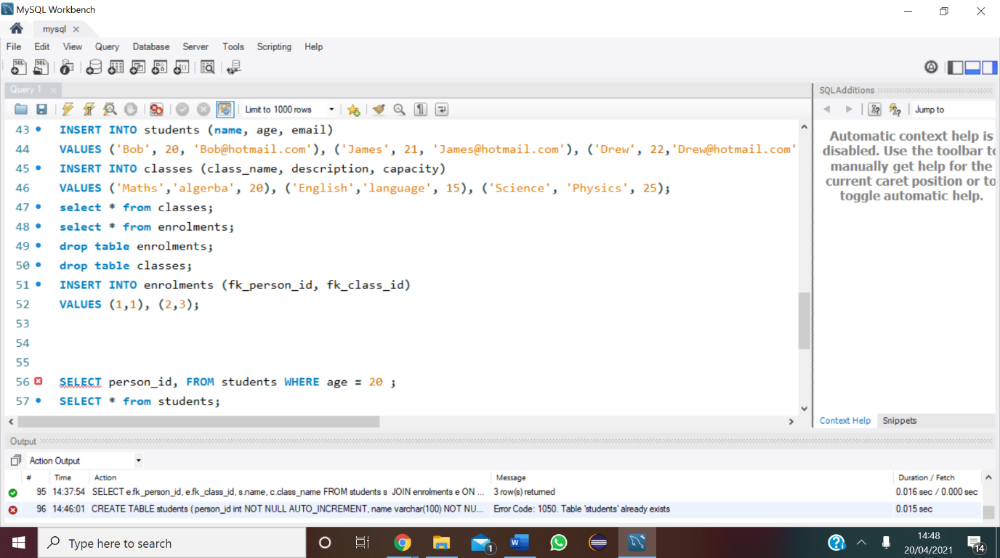 MySQL Workbench
mysql
File Edit View Query Database Server Tools Scripting Help
Query 1
SQLAdditions
Limit to 1000 rows
Jump to
43 INSERT INTO students (name, age, email)
44 VALUES ('Bob', 20, 'Bob@hotmail.com'), ('James', 21, 'James@hotmail.com'), ('Drew', 22,'Drew@hotmail.com'
45 INSERT INTO classes (class_name, description, capacity)
46 VALUES ('Maths','algerba', 20), ('English','language', 15), ('Science', 'Physics', 25);
47 select * from classes;
48 select * from enrolments;
49 drop table enrolments;
50 drop table classes;
51 INSERT INTO enrolments (fk_person_id, fk_class_id)
52 VALUES (1,1), (2,3);
53
54
55
56 SELECT person_id, FROM students WHERE age = 20 ;
57 SELECT * from students;
Automatic context help is
disabled. Use the toolbar to
manually get help for the
current caret position or to
toggle automatic help.
Context Help Snippets
Output
Action Output
# Time Action Message Duration / Fetch
95 14:37:54 SELECT e.fk_person_id, e.fk_class_id, s.name, c.class_name FROM students s JOIN enrolments e ON ... 3 row(s) returned 0.016 sec / 0.000 sec
96 14:46:01 CREATE TABLE students ( person_id int NOT NULL AUTO_INCREMENT, name varchar(100) NOT NU... Error Code: 1050. Table 'students' already exists 0.015 sec
Type here to search
1
14:48
20/04/2021
14